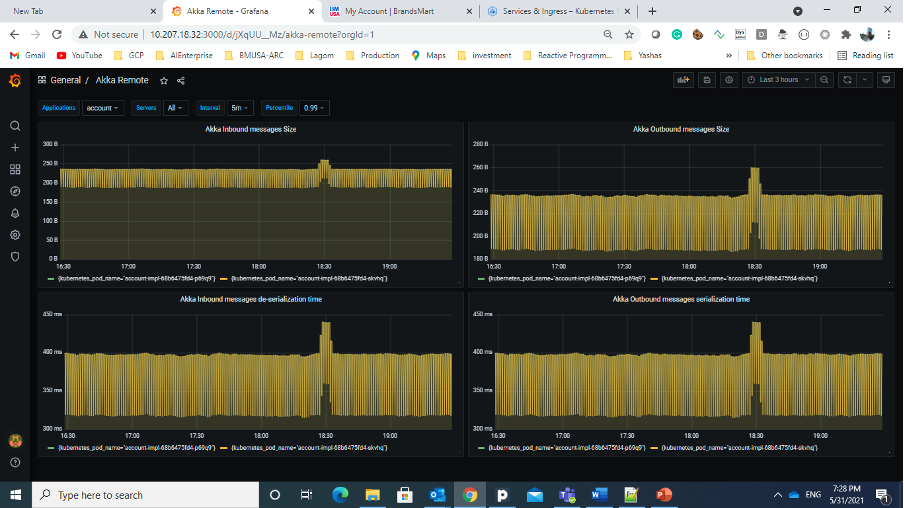 New Tab
Akka Remote - Grafana
My Account | BrandsMart
Services & Ingress – Kubernetes
Not secure | 10.207.18.32:3000/d/jXqUU__Mz/akka-remote?orgId=1
Gmail
YouTube
GCP
AIEnterprise
BMUSA-ARC
Lagom
Production
Maps
investment
Reactive Programm...
Yashas
»
Other bookmarks
Reading list
General / Akka Remote
Last 3 hours
Applications account
Servers All
Interval 5m
Percentile 0.99
Akka Inbound messages Size
300 B
250 B
200 B
150 B
100 B
50 B
0 B
16:30 17:00 17:30 18:00 18:30 19:00
{kubernetes_pod_name="account-impl-68b6475fd4-p69q9"} {kubernetes_pod_name="account-impl-68b6475fd4-skvhq"}
Akka Outbound messages Size
280 B
260 B
240 B
220 B
200 B
180 B
16:30 17:00 17:30 18:00 18:30 19:00
{kubernetes_pod_name="account-impl-68b6475fd4-p69q9"} {kubernetes_pod_name="account-impl-68b6475fd4-skvhq"}
Akka Inbound messages de-serialization time
450 ms
400 ms
350 ms
300 ms
16:30 17:00 17:30 18:00 18:30 19:00
{kubernetes_pod_name="account-impl-68b6475fd4-p69q9"} {kubernetes_pod_name="account-impl-68b6475fd4-skvhq"}
Akka Outbound messages serialization time
450 ms
400 ms
350 ms
300 ms
16:30 17:00 17:30 18:00 18:30 19:00
{kubernetes_pod_name="account-impl-68b6475fd4-p69q9"} {kubernetes_pod_name="account-impl-68b6475fd4-skvhq"}
Type here to search
ENG
7:28 PM
5/31/2021
1